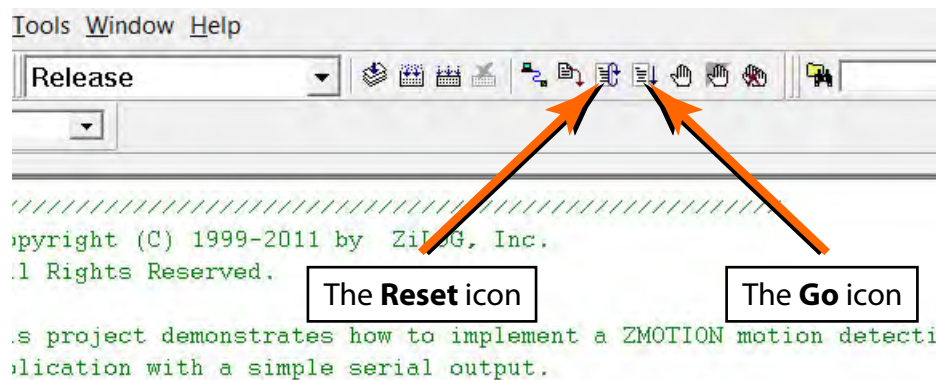 Tools Window Help
Release
////////////////////////////////////////////////////////////
opyright (C) 1999-2011 by ZiLOG, Inc.
ll Rights Reserved.
The Reset icon
The Go icon
s project demonstrates how to implement a ZMOTION motion detecti
lication with a simple serial output.